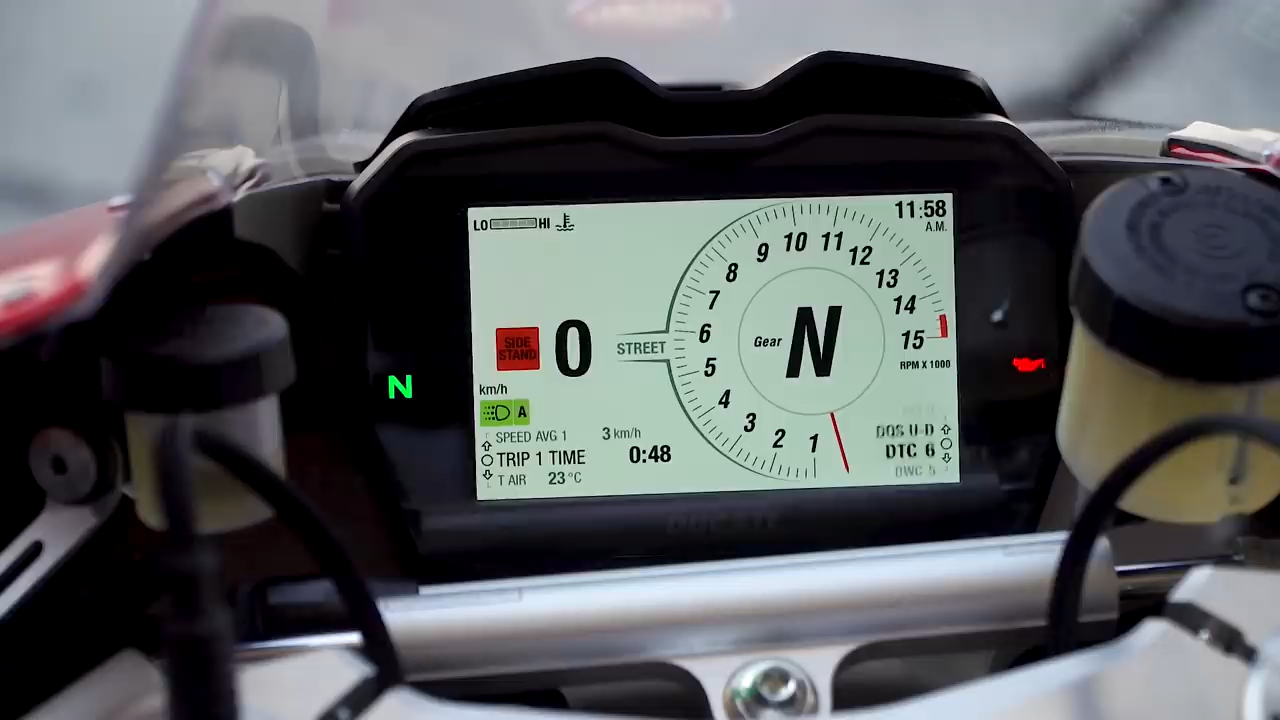 LO HI
11:58
A.M.
9 10 11 12
8 13
7 14
6 15
5
4
3 2 1
RPM X 1000
SIDE
STAND
0
STREET
Gear N
N
km/h
A
SPEED AVG 1 3 km/h
TRIP 1 TIME 0:48
T AIR 23 °C
DQS U-D
DTC 6
DWC 5
DUCATI